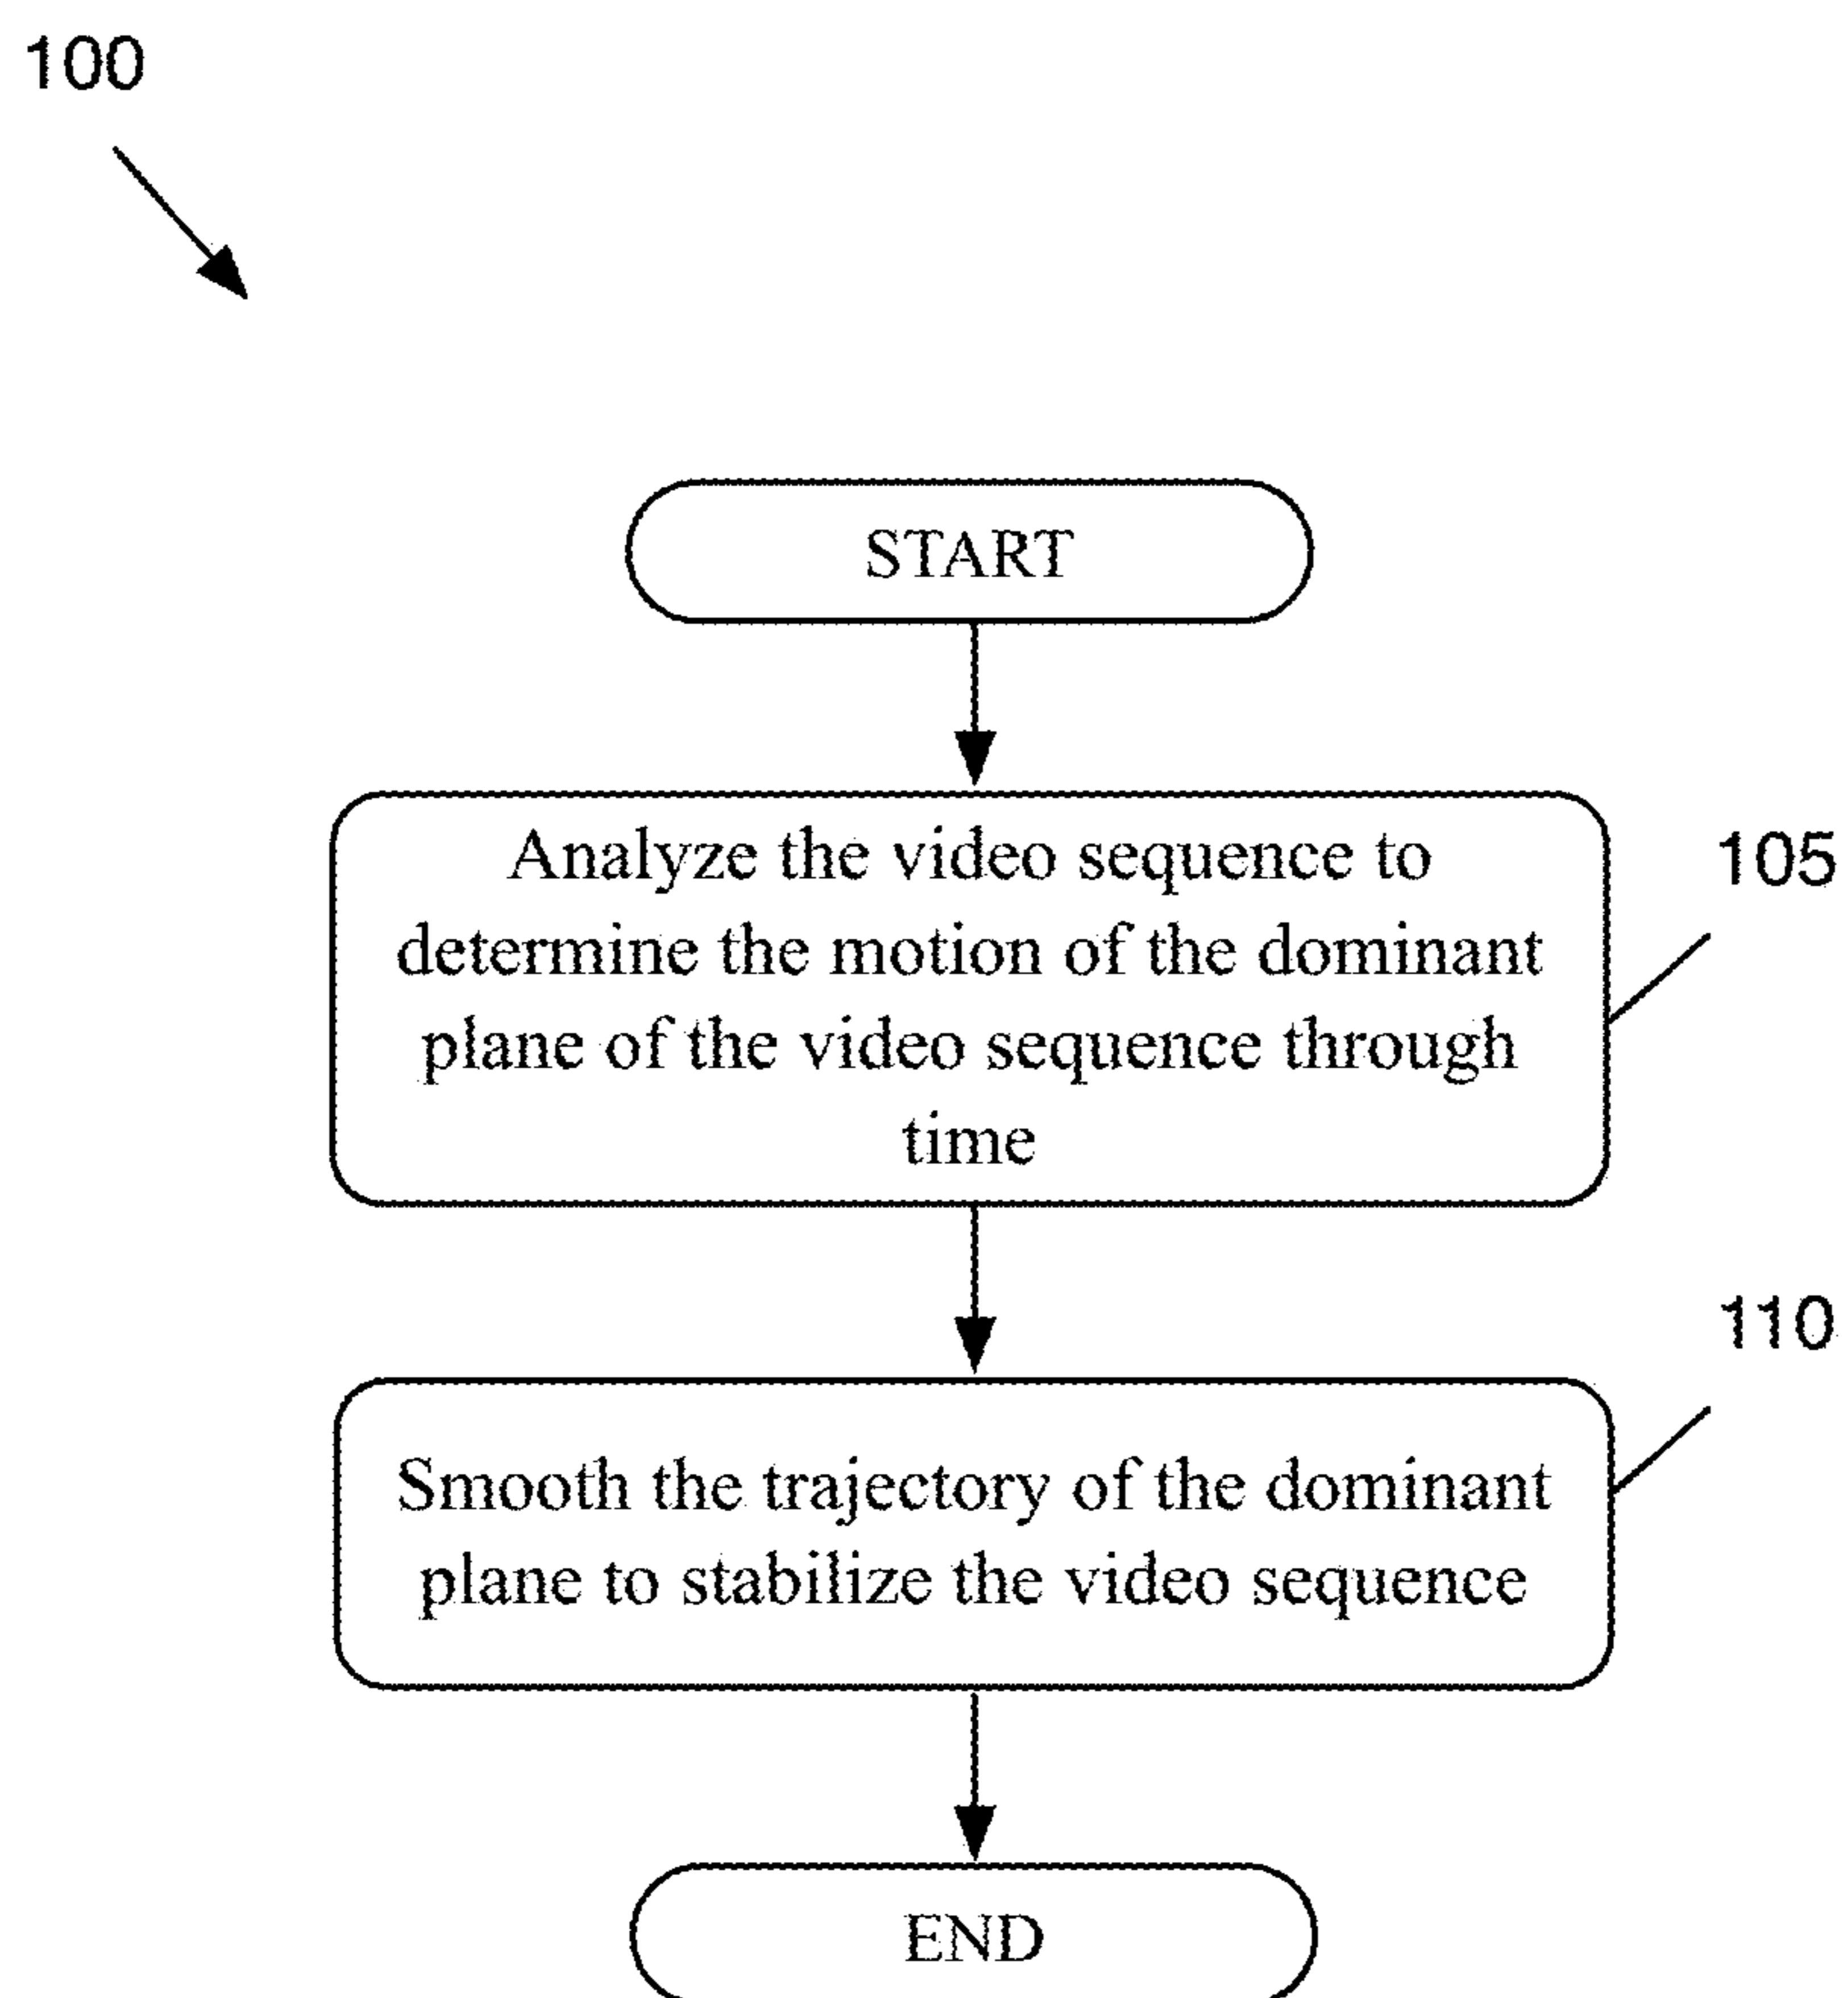 100
START
Analyze the video sequence to
determine the motion of the dominant
plane of the video sequence through
time
105
110
Smooth the trajectory of the dominant
plane to stabilize the video sequence
END